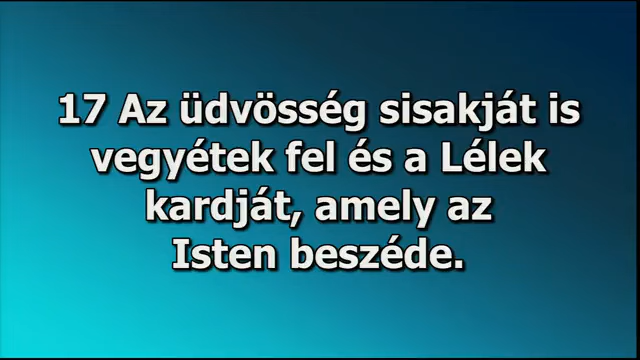 17 Az üdvösség sisakját is
vegyétek fel és a Lélek
kardját, amely az
Isten beszéde.